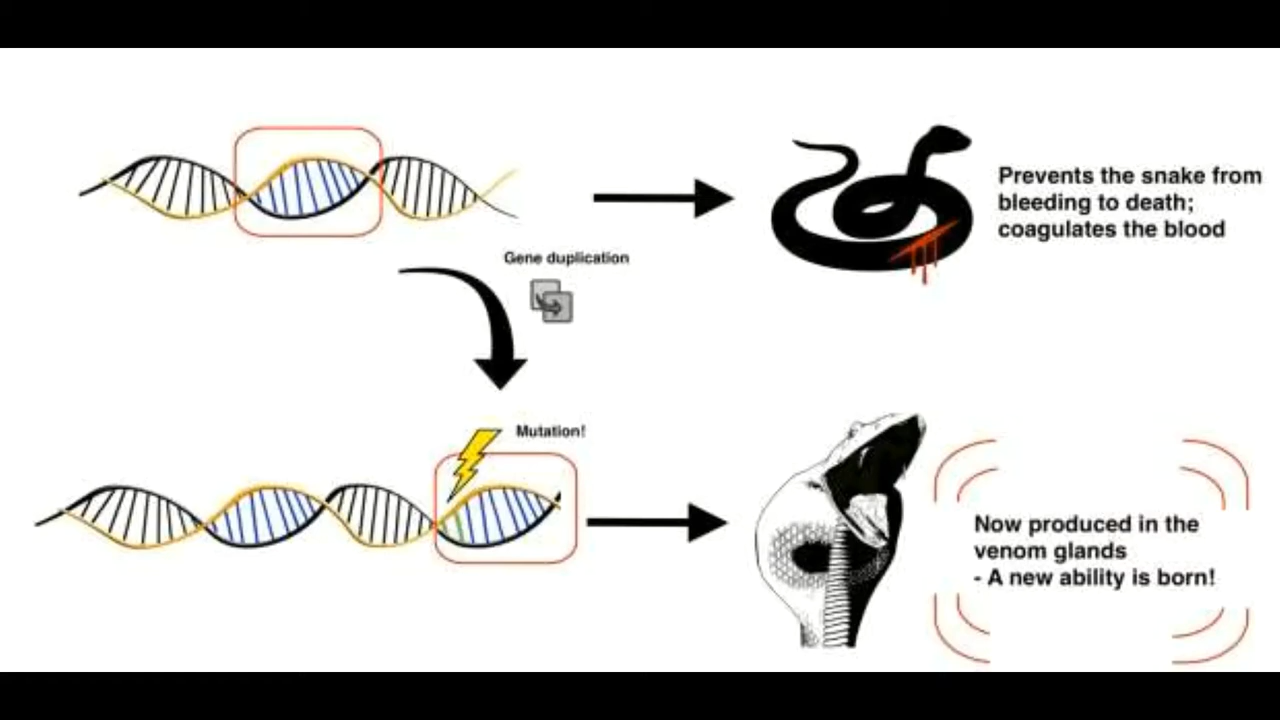 Prevents the snake from
bleeding to death;
coagulates the blood
Gene duplication
Mutation!
Now produced in the
venom glands
- A new ability is born!